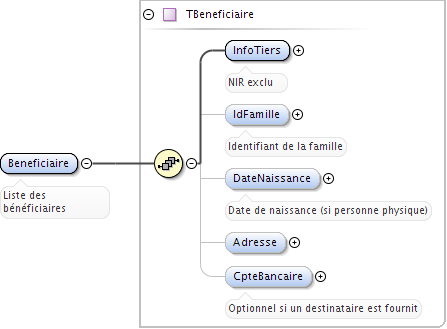 TBeneficiaire
InfoTiers
NIR exclu
IdFamille
Identifiant de la famille
Beneficiaire
Liste des
bénéficiaires
DateNaissance
Date de naissance (si personne physique)
Adresse
CpteBancaire
Optionnel si un destinataire est fournit